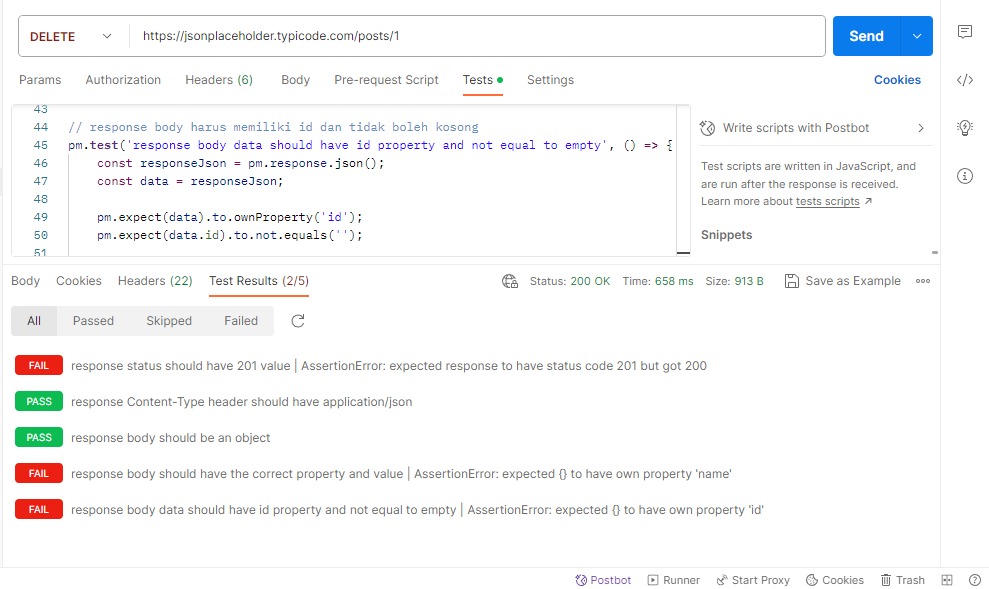 DELETE https://jsonplaceholder.typicode.com/posts/1 Send
Params Authorization Headers (6) Body Pre-request Script Tests Settings Cookies
43
44 // response body harus memiliki id dan tidak boleh kosong
45 pm.test('response body data should have id property and not equal to empty', () => {
46 const responseJson = pm.response.json();
47 const data = responseJson;
48
49 pm.expect(data).to.ownProperty('id');
50 pm.expect(data.id).to.not.equals('');
51
Write scripts with Postbot
Test scripts are written in JavaScript, and
are run after the response is received.
Learn more about tests scripts ↗
Snippets
Body Cookies Headers (22) Test Results (2/5) Status: 200 OK Time: 658 ms Size: 913 B Save as Example
All Passed Skipped Failed
FAIL response status should have 201 value | AssertionError: expected response to have status code 201 but got 200
PASS response Content-Type header should have application/json
PASS response body should be an object
FAIL response body should have the correct property and value | AssertionError: expected {} to have own property 'name'
FAIL response body data should have id property and not equal to empty | AssertionError: expected {} to have own property 'id'
Postbot Runner Start Proxy Cookies Trash